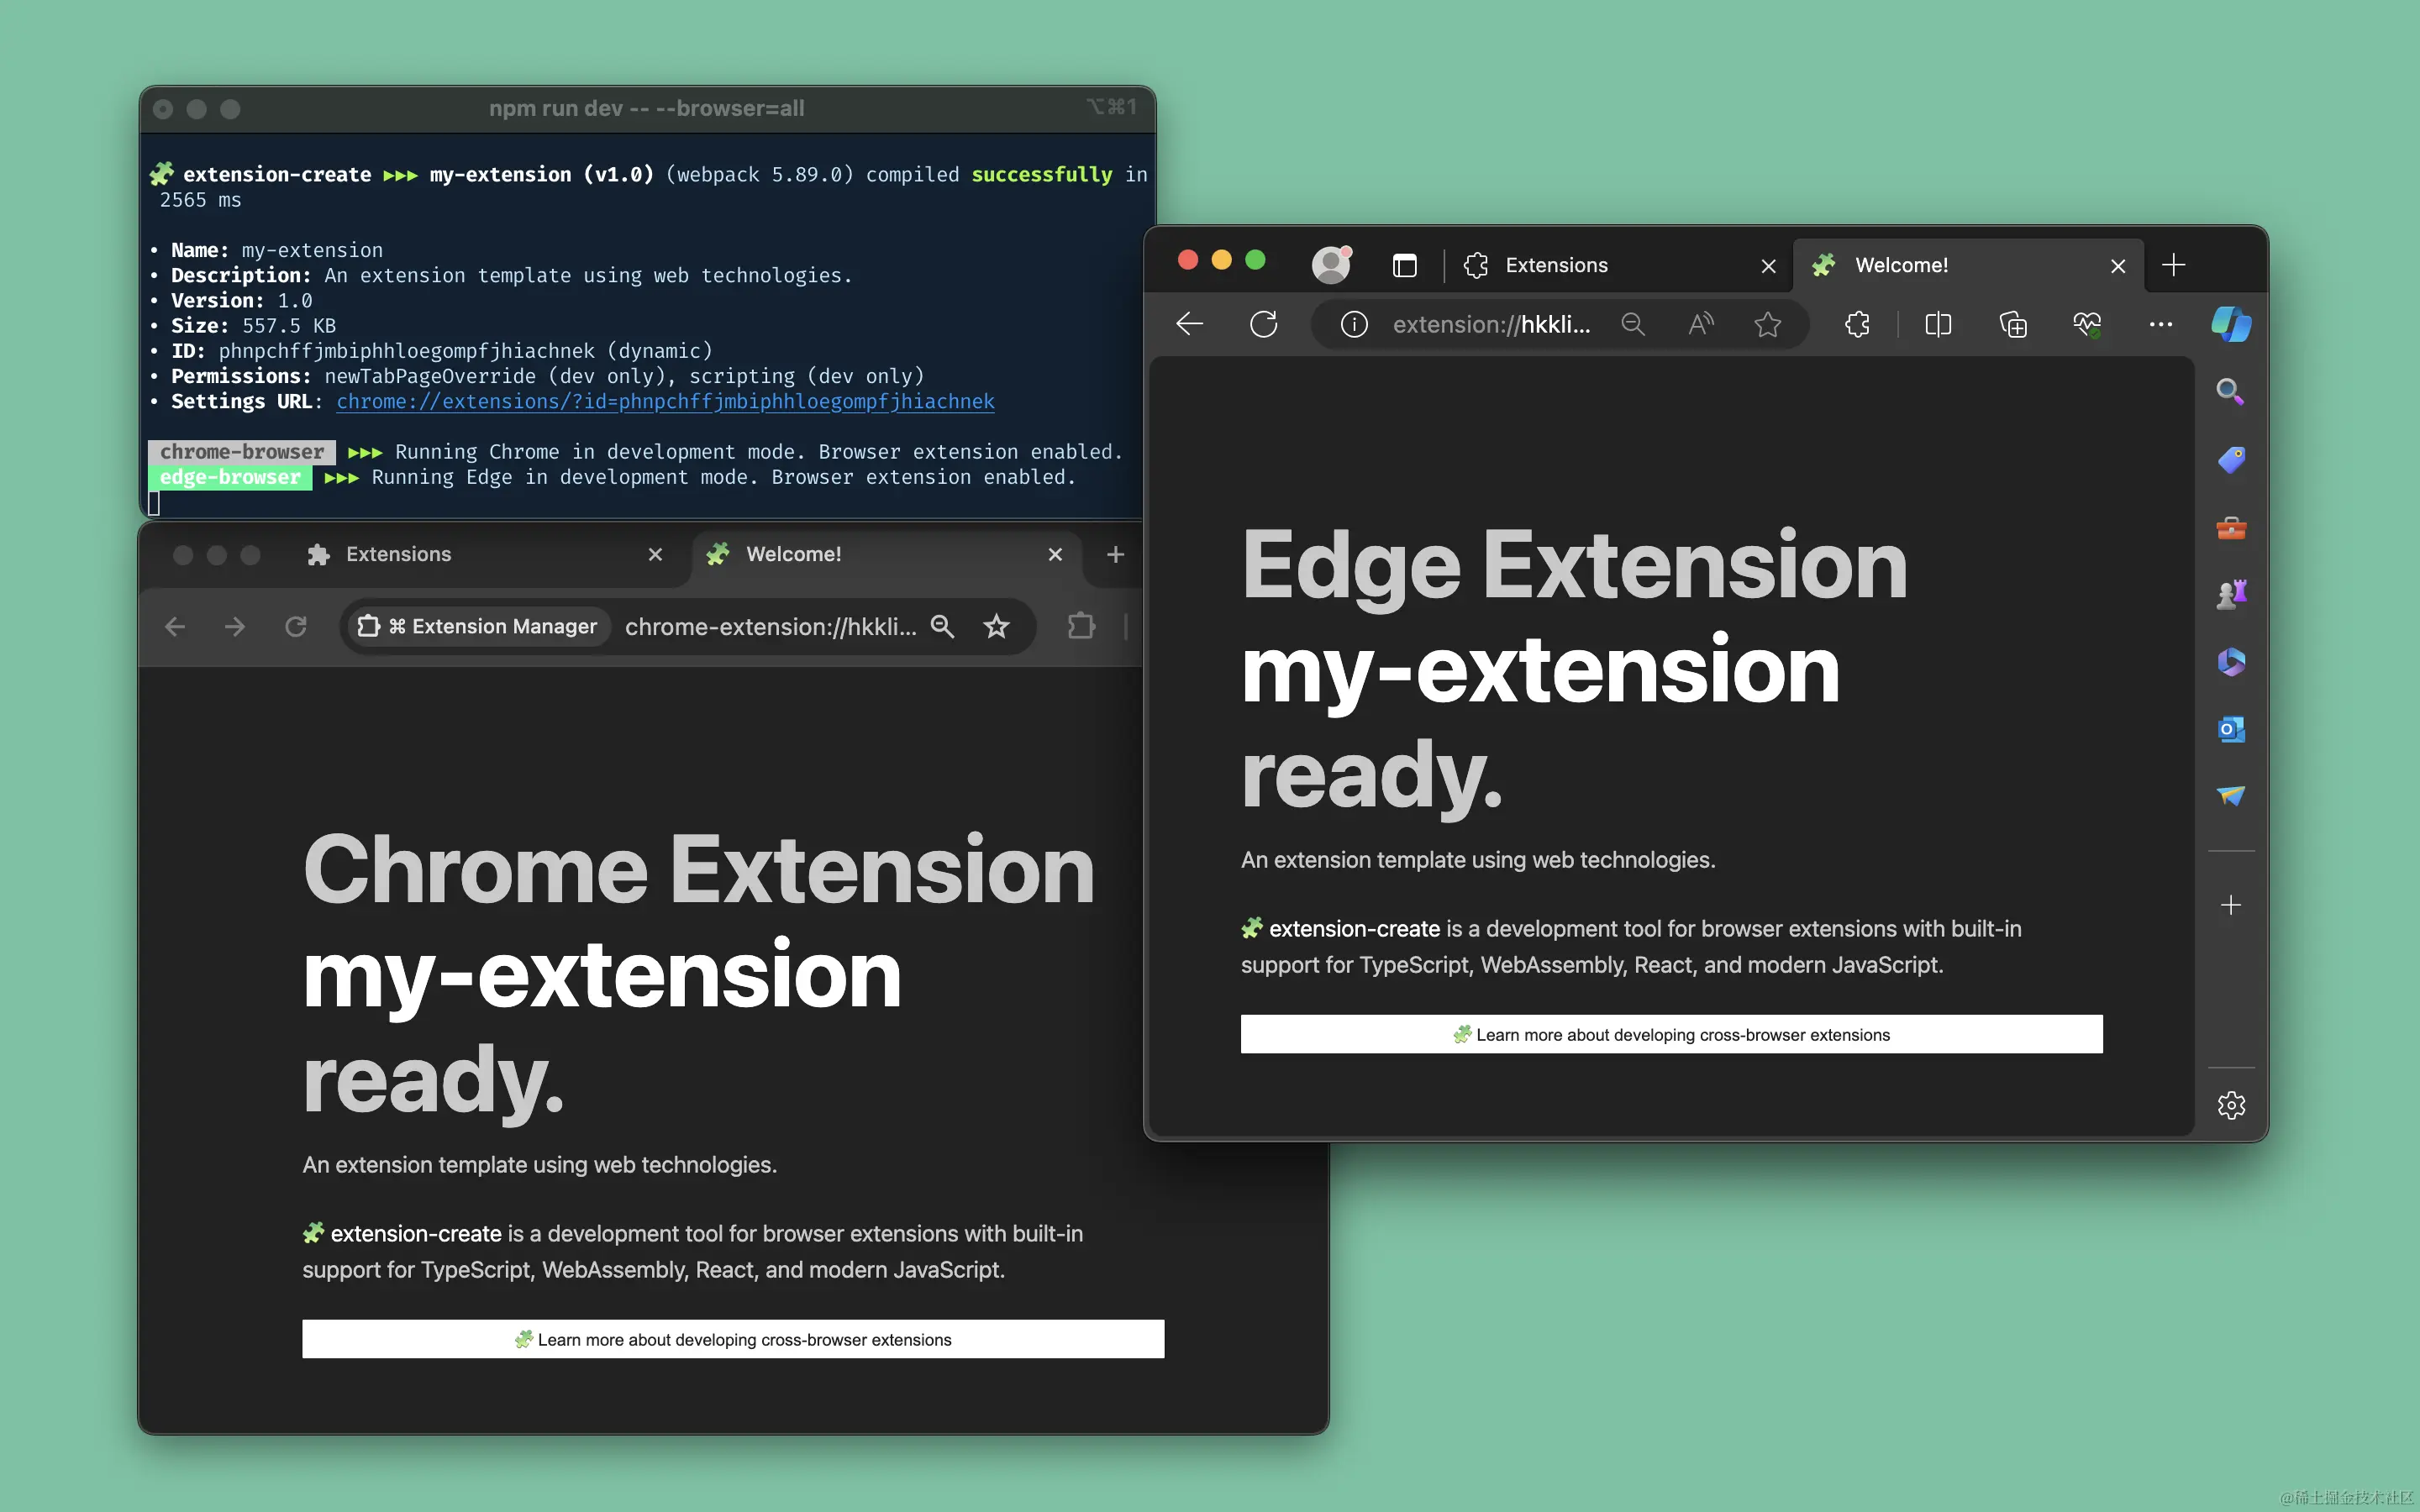 npm run dev -- --browser=all
⌥⌘1
extension-create ►►► my-extension (v1.0) (webpack 5.89.0) compiled successfully in
2565 ms
• Name: my-extension
• Description: An extension template using web technologies.
• Version: 1.0
• Size: 557.5 KB
• ID: phnpchffjmbiphhloegompfjhiachnek (dynamic)
• Permissions: newTabPageOverride (dev only), scripting (dev only)
• Settings URL: chrome://extensions/?id=phnpchffjmbiphhloegompfjhiachnek
chrome-browser ►►► Running Chrome in development mode. Browser extension enabled.
edge-browser ►►► Running Edge in development mode. Browser extension enabled.
Extensions
Welcome!
⌘ Extension Manager
chrome-extension://hkkli...
Chrome Extension
my-extension
ready.
An extension template using web technologies.
extension-create is a development tool for browser extensions with built-in
support for TypeScript, WebAssembly, React, and modern JavaScript.
Learn more about developing cross-browser extensions
Extensions
Welcome!
extension://hkkli...
Edge Extension
my-extension
ready.
An extension template using web technologies.
extension-create is a development tool for browser extensions with built-in
support for TypeScript, WebAssembly, React, and modern JavaScript.
Learn more about developing cross-browser extensions
@稀土掘金技术社区